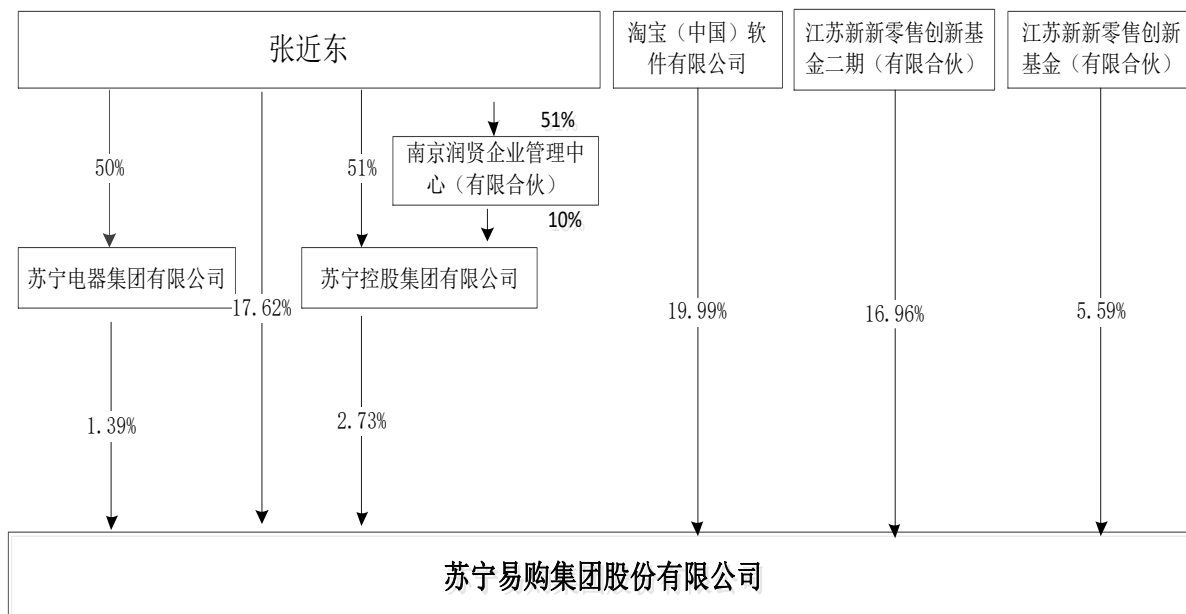 张近东
淘宝（中国）软
件有限公司
江苏新新零售创新基
金二期（有限合伙）
江苏新新零售创新
基金（有限合伙）
51%
南京润贤企业管理中
心（有限合伙）
10%
50%
51%
苏宁电器集团有限公司
苏宁控股集团有限公司
17.62%
19.99%
16.96%
5.59%
1.39%
2.73%
苏宁易购集团股份有限公司